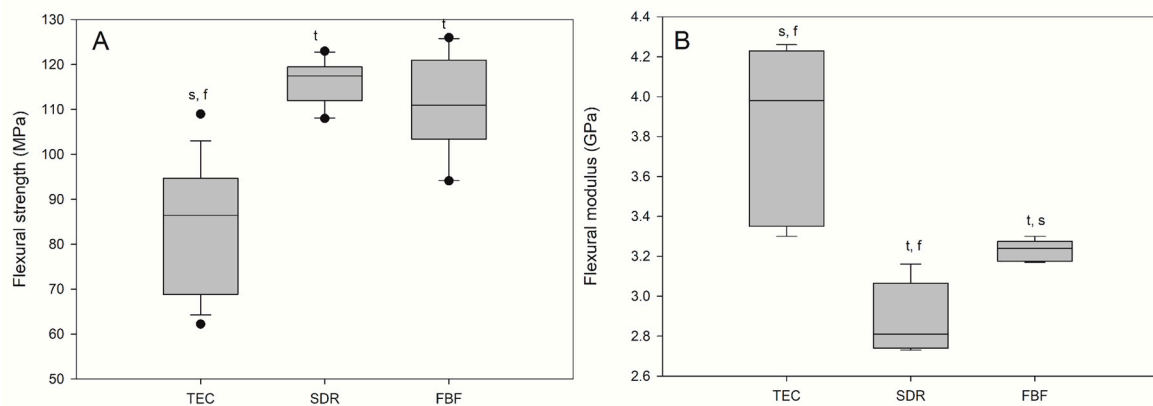 A
Flexural strength (MPa)
130
120
110
100
90
80
70
60
50
s, f
t
t
TEC
SDR
FBF
B
Flexural modulus (GPa)
4.4
4.2
4.0
3.8
3.6
3.4
3.2
3.0
2.8
2.6
s, f
t, f
t, s
TEC
SDR
FBF